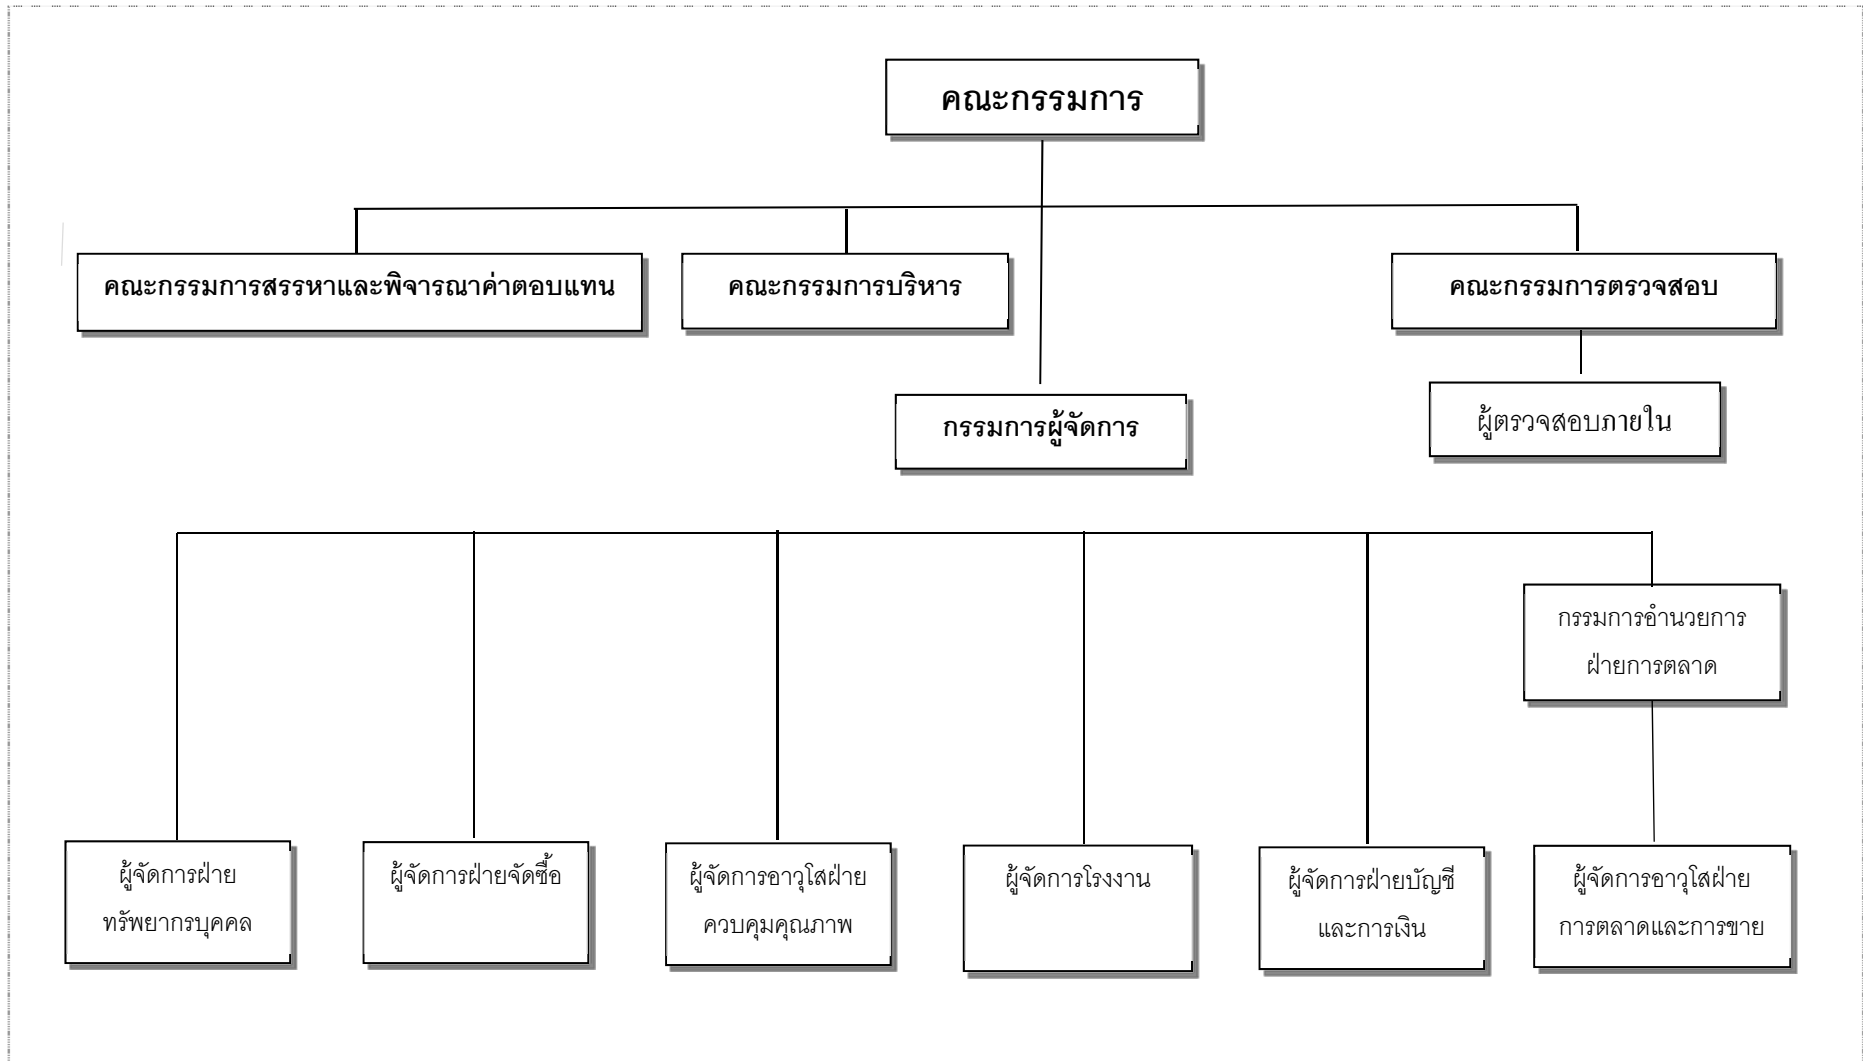 คณะกรรมการ
คณะกรรมการสรรหาและพิจารณาค่าตอบแทน
คณะกรรมการบริหาร
คณะกรรมการตรวจสอบ
กรรมการผู้จัดการ
ผู้ตรวจสอบภายใน
กรรมการอำนวยการ
ฝ่ายการตลาด
ผู้จัดการฝ่าย
ทรัพยากรบุคคล
ผู้จัดการฝ่ายจัดซื้อ
ผู้จัดการอาวุโสฝ่าย
ควบคุมคุณภาพ
ผู้จัดการโรงงาน
ผู้จัดการฝ่ายบัญชี
และการเงิน
ผู้จัดการอาวุโสฝ่าย
การตลาดและการขาย